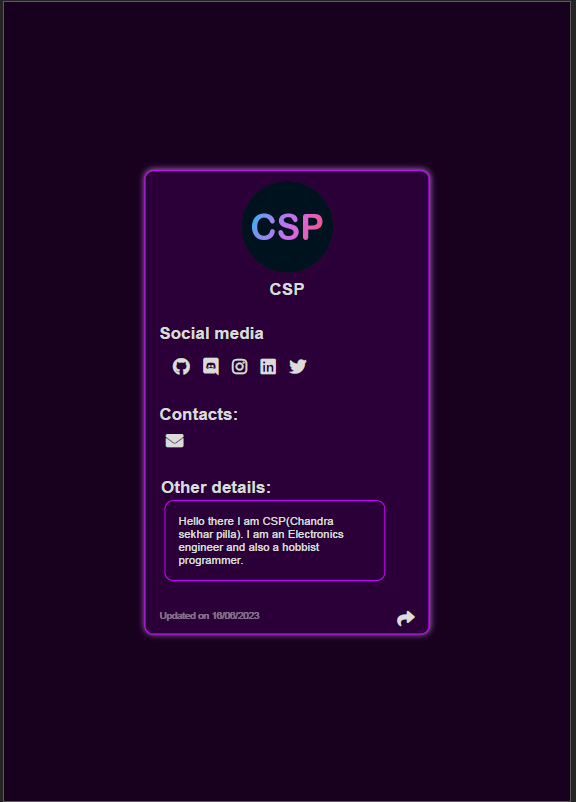 CSP
CSP
Social media
Contacts:
Other details:
Hello there I am CSP(Chandra
sekhar pilla). I am an Electronics
engineer and also a hobbist
programmer.
Updated on 16/06/2023